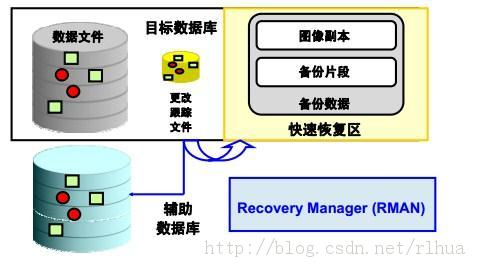 数据文件
目标数据库
更改
跟踪
文件
图像副本
备份片段
备份数据
快速恢复区
辅助
数据库
Recovery Manager (RMAN)
http://blog.csdn.net/rlhua